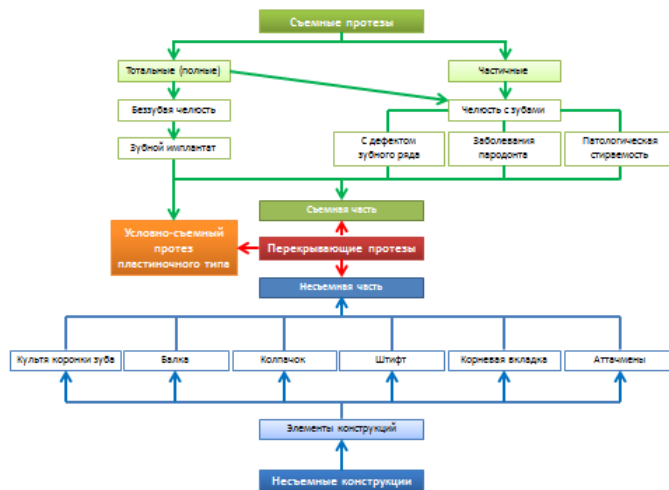 Съемные протезы
Тотальные (полные)
Частичные
Беззубая челюсть
Челюсть с зубами
Зубной имплантат
С дефектом
зубного ряда
Заболевания
пародонта
Патологическая
стираемость
Съемная часть
Условно-съемный
протез
пластиночного типа
Перекрывающие протезы
Несъемная часть
Культя коронки зуба
Балка
Колпачок
Штифт
Корневая вкладка
Аттачмены
Элементы конструкций
Несъемные конструкции